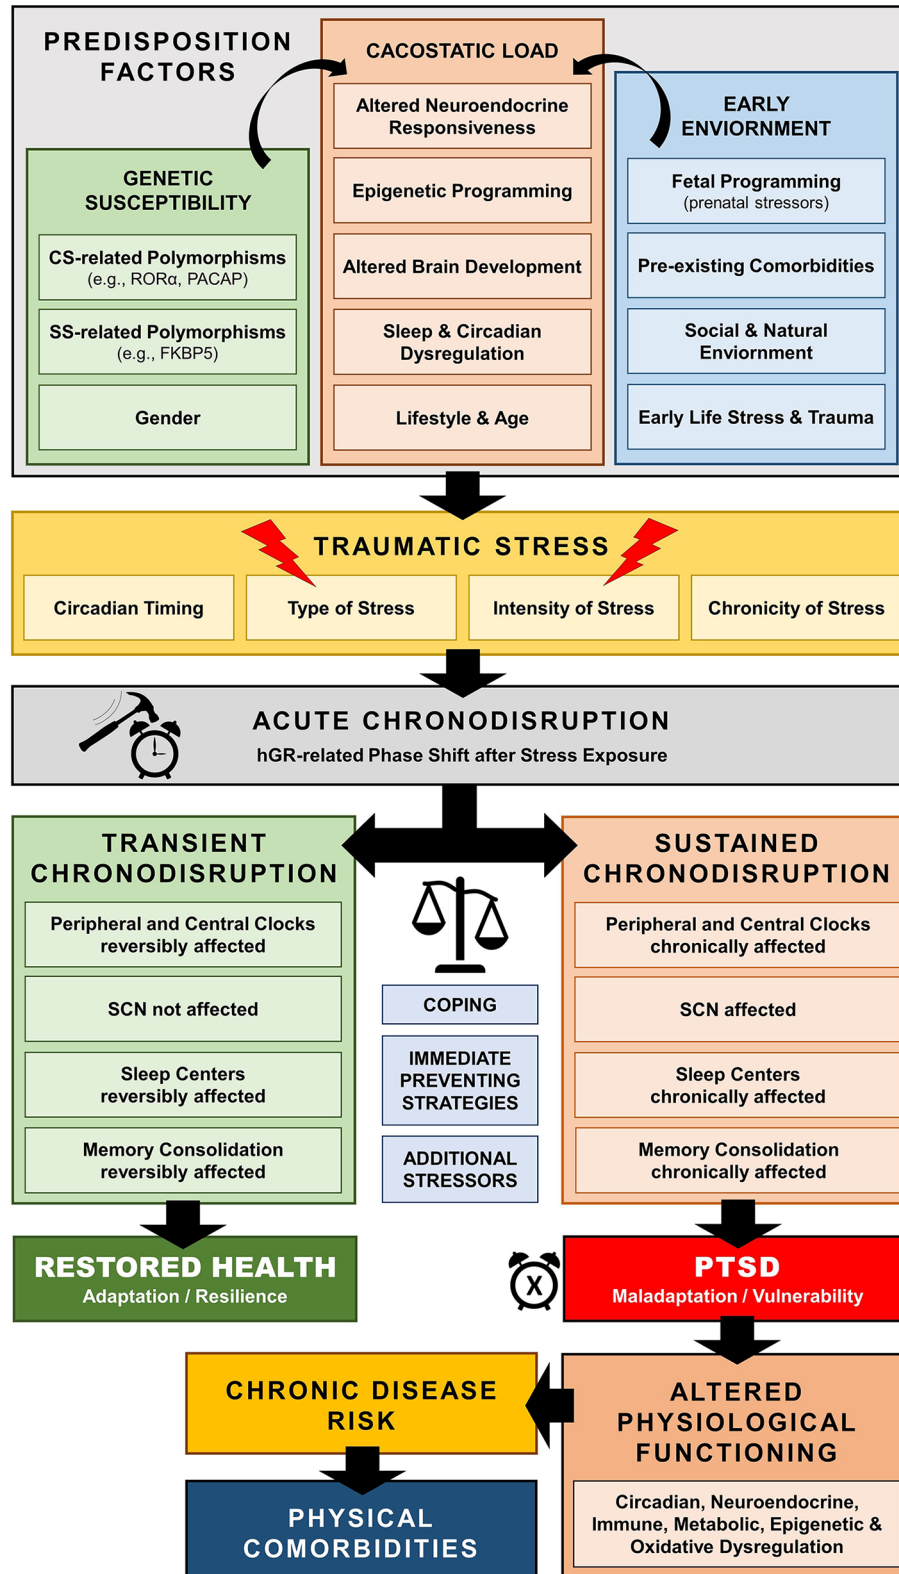 PREDISPOSITION
FACTORS
GENETIC
SUSCEPTIBILITY
CS-related Polymorphisms
(e.g., RORα, PACAP)
SS-related Polymorphisms
(e.g., FKBP5)
Gender
CACOSTATIC LOAD
Altered Neuroendocrine
Responsiveness
Epigenetic Programming
Altered Brain Development
Sleep & Circadian
Dysregulation
Lifestyle & Age
EARLY
ENVIORNMENT
Fetal Programming
(prenatal stressors)
Pre-existing Comorbidities
Social & Natural
Enviornment
Early Life Stress & Trauma
TRAUMATIC STRESS
Circadian Timing
Type of Stress
Intensity of Stress
Chronicity of Stress
ACUTE CHRONODISRUPTION
hGR-related Phase Shift after Stress Exposure
TRANSIENT
CHRONODISRUPTION
Peripheral and Central Clocks
reversibly affected
SCN not affected
Sleep Centers
reversibly affected
Memory Consolidation
reversibly affected
COPING
IMMEDIATE
PREVENTING
STRATEGIES
ADDITIONAL
STRESSORS
SUSTAINED
CHRONODISRUPTION
Peripheral and Central Clocks
chronically affected
SCN affected
Sleep Centers
chronically affected
Memory Consolidation
chronically affected
RESTORED HEALTH
Adaptation / Resilience
X
PTSD
Maladaptation / Vulnerability
CHRONIC DISEASE
RISK
ALTERED
PHYSIOLOGICAL
FUNCTIONING
Circadian, Neuroendocrine,
Immune, Metabolic, Epigenetic &
Oxidative Dysregulation
PHYSICAL
COMORBIDITIES